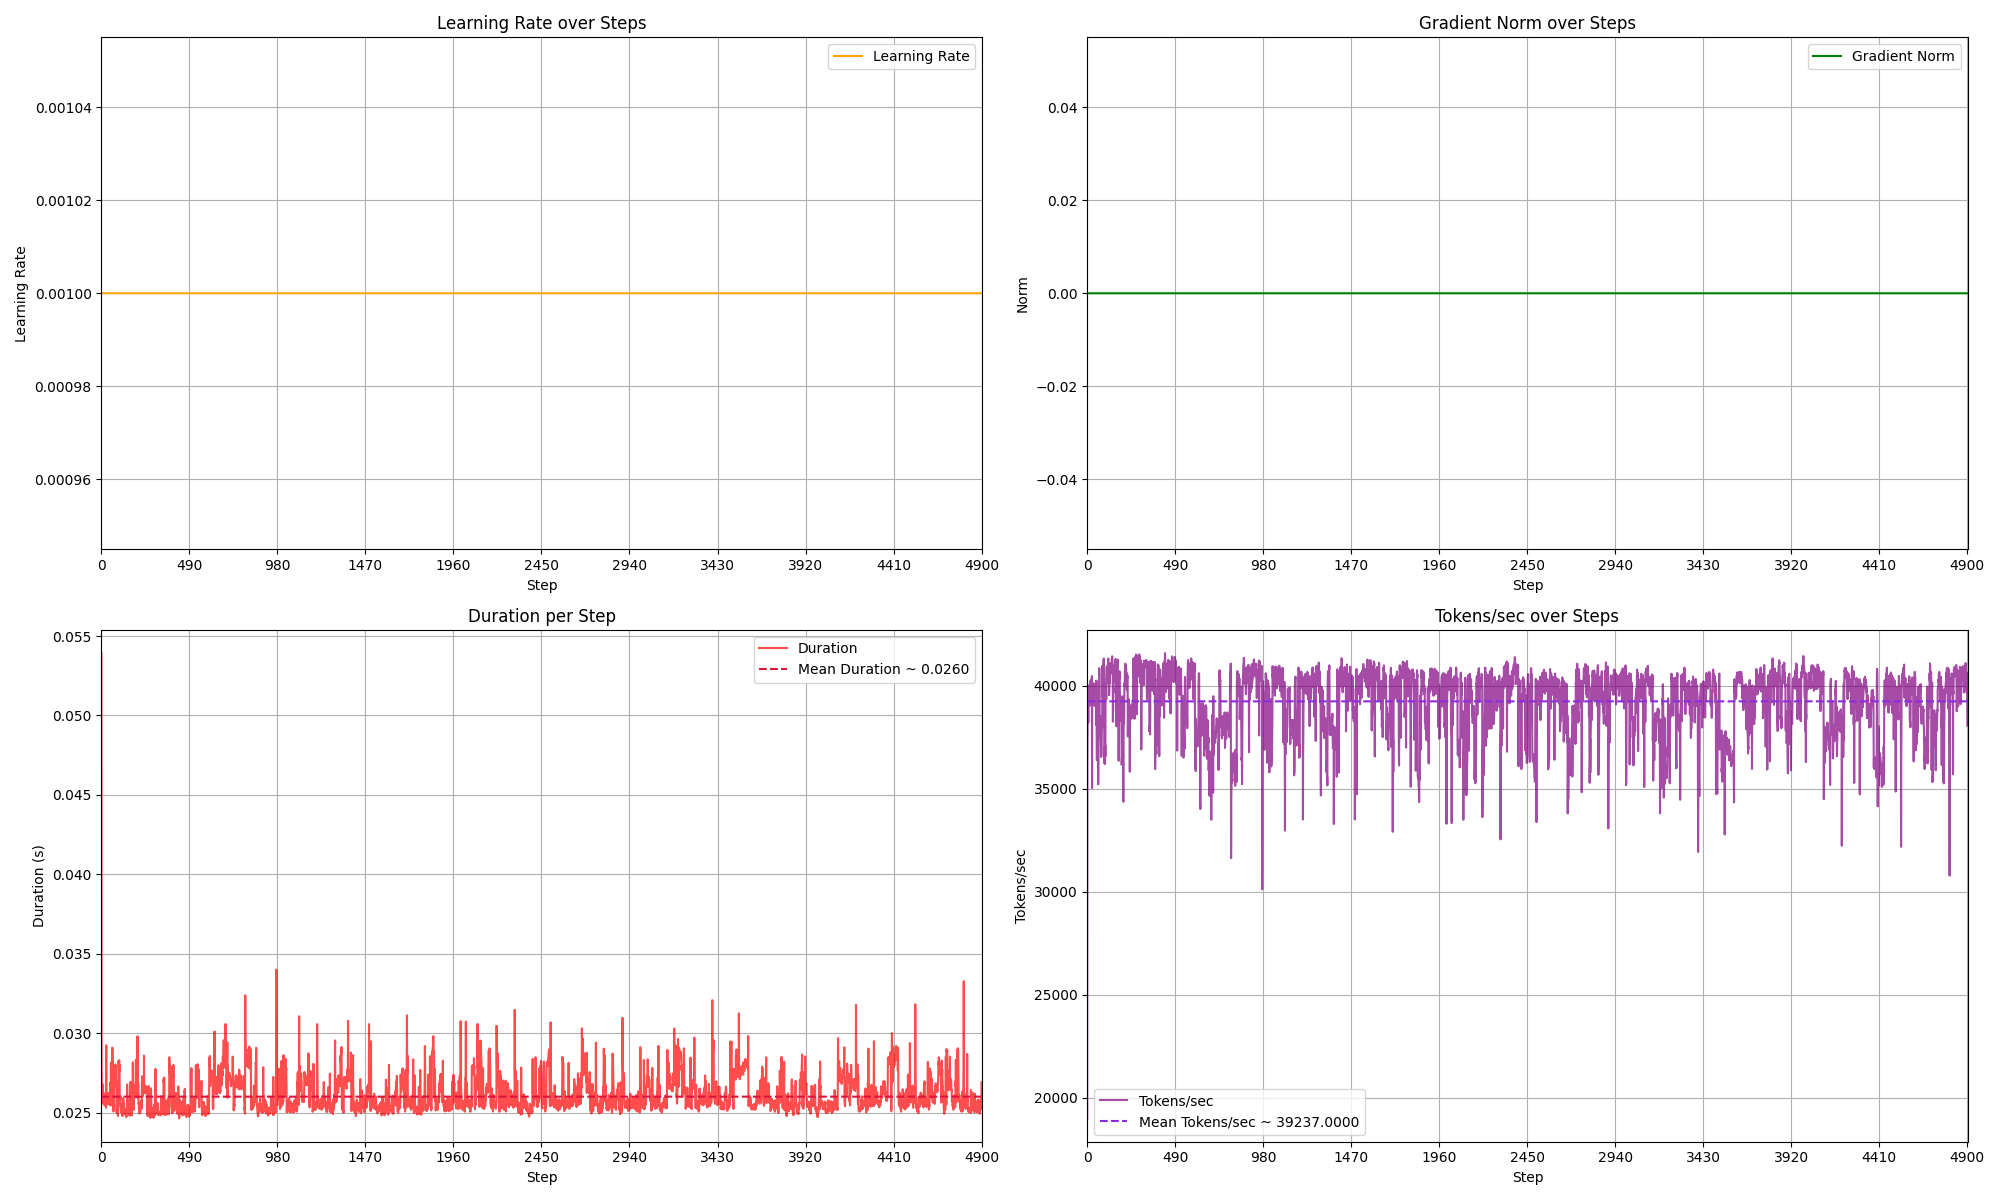 Learning Rate over Steps
Learning Rate
0.00104
0.00102
0.00100
0.00098
0.00096
Learning Rate
0 490 980 1470 1960 2450 2940 3430 3920 4410 4900
Step
Gradient Norm over Steps
Gradient Norm
0.04
0.02
0.00
−0.02
−0.04
Norm
0 490 980 1470 1960 2450 2940 3430 3920 4410 4900
Step
Duration per Step
Duration
Mean Duration ~ 0.0260
0.055
0.050
0.045
0.040
0.035
0.030
0.025
Duration (s)
0 490 980 1470 1960 2450 2940 3430 3920 4410 4900
Step
Tokens/sec over Steps
40000
35000
30000
25000
20000
Tokens/sec
Tokens/sec
Mean Tokens/sec ~ 39237.0000
0 490 980 1470 1960 2450 2940 3430 3920 4410 4900
Step